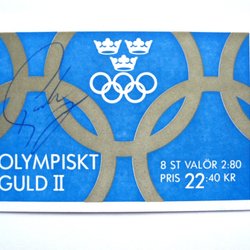 OLYMPISKT
GULD II
8 ST VALÖR 2:80
PRIS 22:40 KR